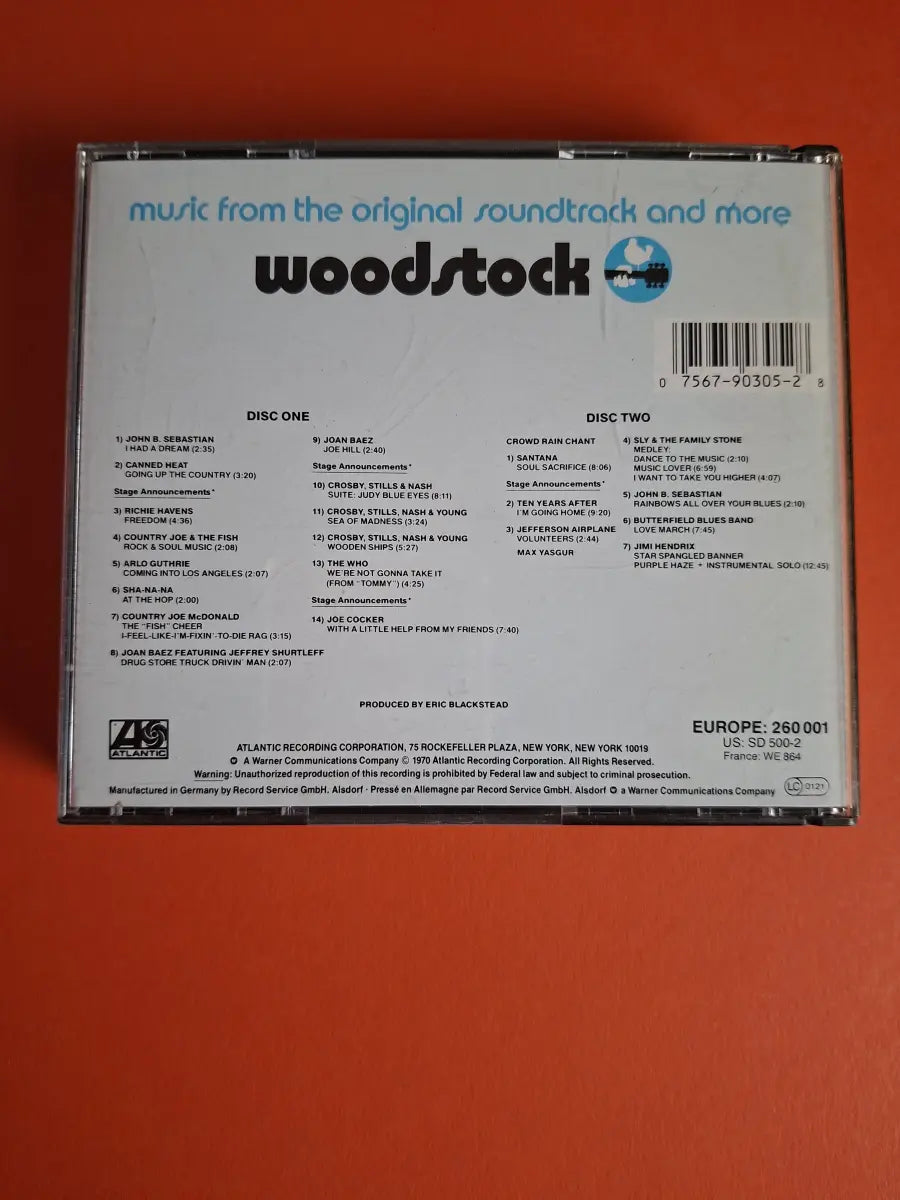 music from the original soundtrack and more
woodstock
0 7567-90305-2 8
DISC ONE
1) JOHN B. SEBASTIAN
I HAD A DREAM (2:35)
2) CANNED HEAT
GOING UP THE COUNTRY (3:20)
Stage Announcements*
3) RICHIE HAVENS
FREEDOM (4:36)
4) COUNTRY JOE & THE FISH
ROCK & SOUL MUSIC (2:08)
5) ARLO GUTHRIE
COMING INTO LOS ANGELES (2:07)
6) SHA-NA-NA
AT THE HOP (2:00)
7) COUNTRY JOE McDONALD
THE "FISH" CHEER
I-FEEL-LIKE-I'M-FIXIN'-TO-DIE RAG (3:15)
8) JOAN BAEZ FEATURING JEFFREY SHURTLEFF
DRUG STORE TRUCK DRIVIN' MAN (2:07)
9) JOAN BAEZ
JOE HILL (2:40)
Stage Announcements*
10) CROSBY, STILLS & NASH
SUITE: JUDY BLUE EYES (8:11)
11) CROSBY, STILLS, NASH & YOUNG
SEA OF MADNESS (3:24)
12) CROSBY, STILLS, NASH & YOUNG
WOODEN SHIPS (5:27)
13) THE WHO
WE'RE NOT GONNA TAKE IT
(FROM "TOMMY") (4:25)
Stage Announcements*
14) JOE COCKER
WITH A LITTLE HELP FROM MY FRIENDS (7:40)
DISC TWO
CROWD RAIN CHANT
1) SANTANA
SOUL SACRIFICE (8:06)
Stage Announcements*
2) TEN YEARS AFTER
I'M GOING HOME (9:20)
3) JEFFERSON AIRPLANE
VOLUNTEERS (2:44)
MAX YASGUR
4) SLY & THE FAMILY STONE
MEDLEY:
DANCE TO THE MUSIC (2:10)
MUSIC LOVER (6:59)
I WANT TO TAKE YOU HIGHER (4:07)
5) JOHN B. SEBASTIAN
RAINBOWS ALL OVER YOUR BLUES (2:10)
6) BUTTERFIELD BLUES BAND
LOVE MARCH (7:45)
7) JIMI HENDRIX
STAR SPANGLED BANNER
PURPLE HAZE + INSTRUMENTAL SOLO (12:45)
PRODUCED BY ERIC BLACKSTEAD
ATLANTIC
EUROPE: 260 001
US: SD 500-2
France: WE 864
ATLANTIC RECORDING CORPORATION, 75 ROCKEFELLER PLAZA, NEW YORK, NEW YORK 10019
A Warner Communications Company © 1970 Atlantic Recording Corporation. All Rights Reserved.
Warning: Unauthorized reproduction of this recording is prohibited by Federal law and subject to criminal prosecution.
Manufactured in Germany by Record Service GmbH. Alsdorf · Pressé en Allemagne par Record Service GmbH. Alsdorf a Warner Communications Company
LC 0121